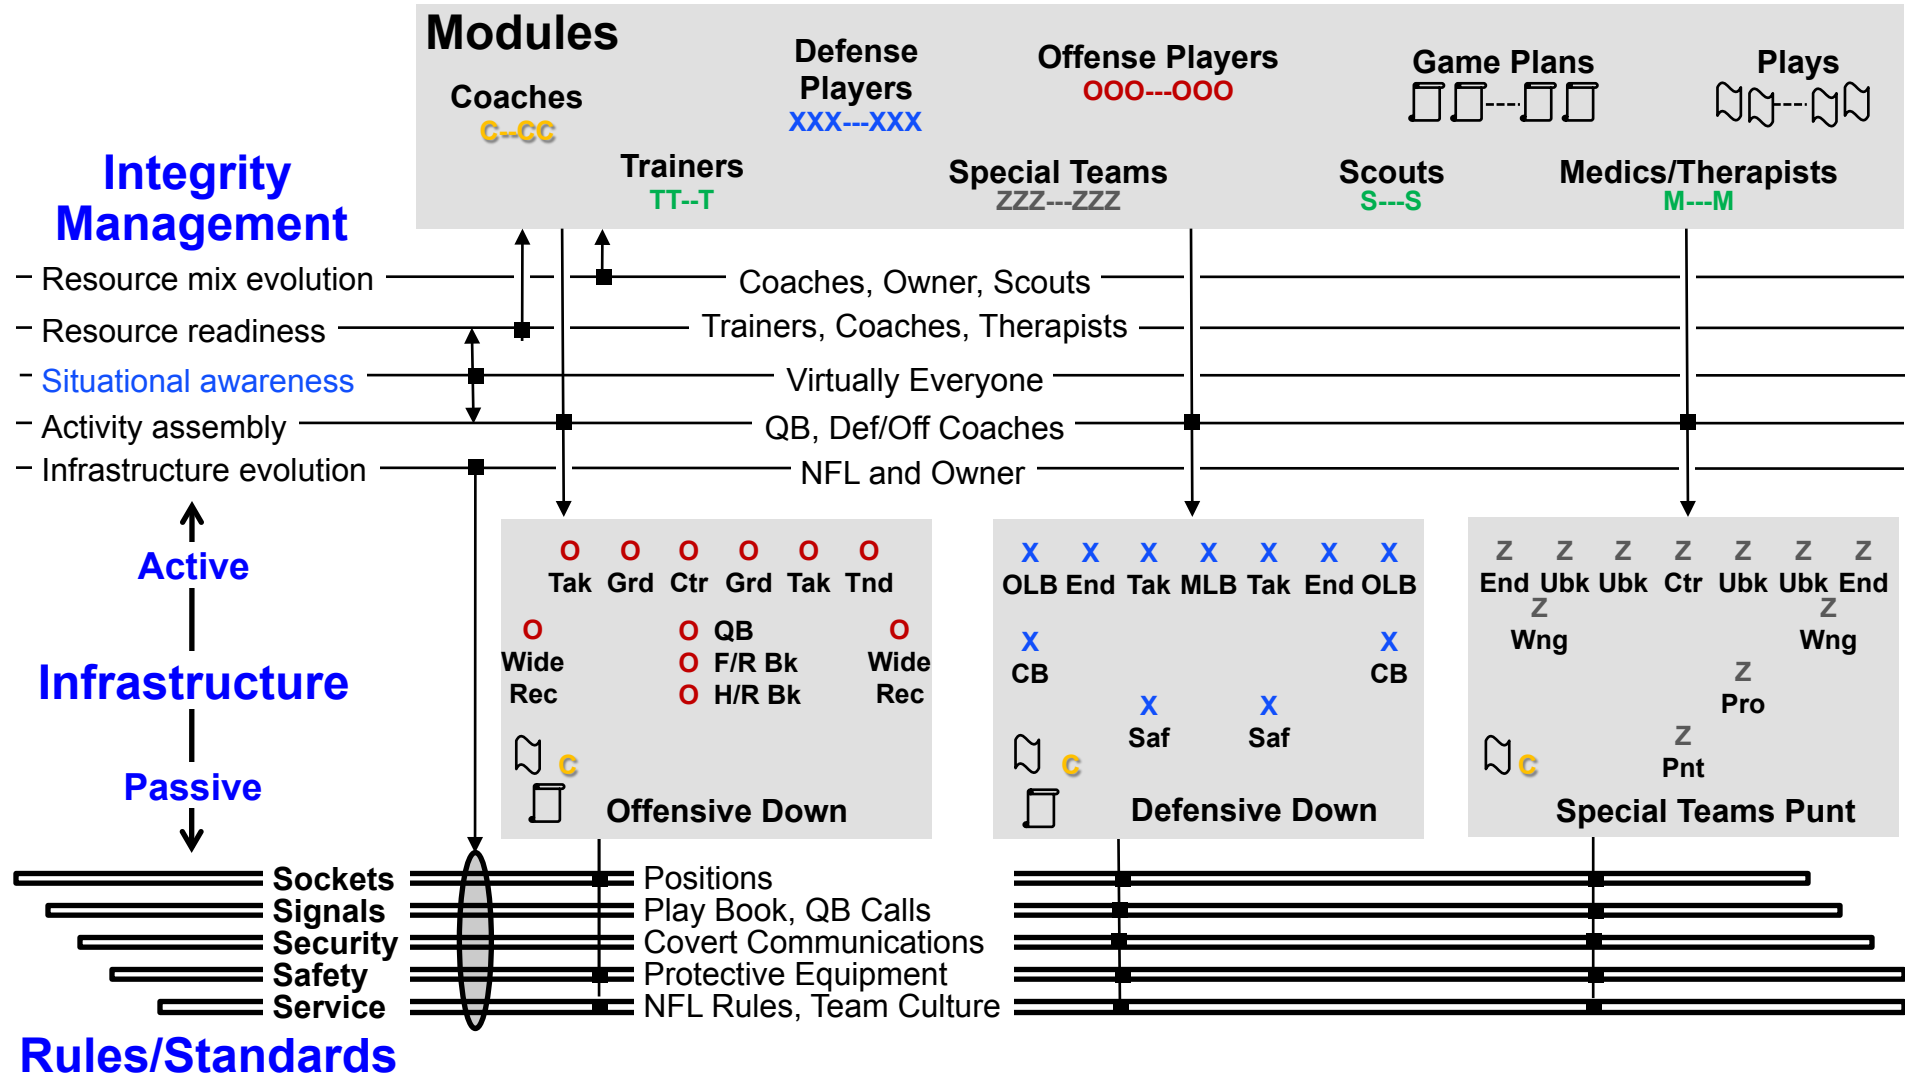 Modules
Coaches
C--CC
Defense
Players
XXX---XXX
Offense Players
OOO---OOO
Game Plans
Plays
Trainers
TT--T
Special Teams
ZZZ---ZZZ
Scouts
S---S
Medics/Therapists
M---M
Integrity
Management
– Resource mix evolution
Coaches, Owner, Scouts
– Resource readiness
Trainers, Coaches, Therapists
– Situational awareness
Virtually Everyone
– Activity assembly
QB, Def/Off Coaches
– Infrastructure evolution
NFL and Owner
Active
Infrastructure
Passive
O O O O O O
Tak Grd Ctr Grd Tak Tnd
O O QB O
Wide O F/R Bk Wide
Rec O H/R Bk Rec
C
Offensive Down
X X X X X X X
OLB End Tak MLB Tak End OLB
X X
CB CB
X X
Saf Saf
C
Defensive Down
Z Z Z Z Z Z Z
End Ubk Ubk Ctr Ubk Ubk End
Z Z
Wng Wng
Z
Pro
Z
Pnt
C
Special Teams Punt
Sockets Positions
Signals Play Book, QB Calls
Security Covert Communications
Safety Protective Equipment
Service NFL Rules, Team Culture
Rules/Standards